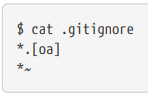 $ cat .gitignore
*.[oa]
*~